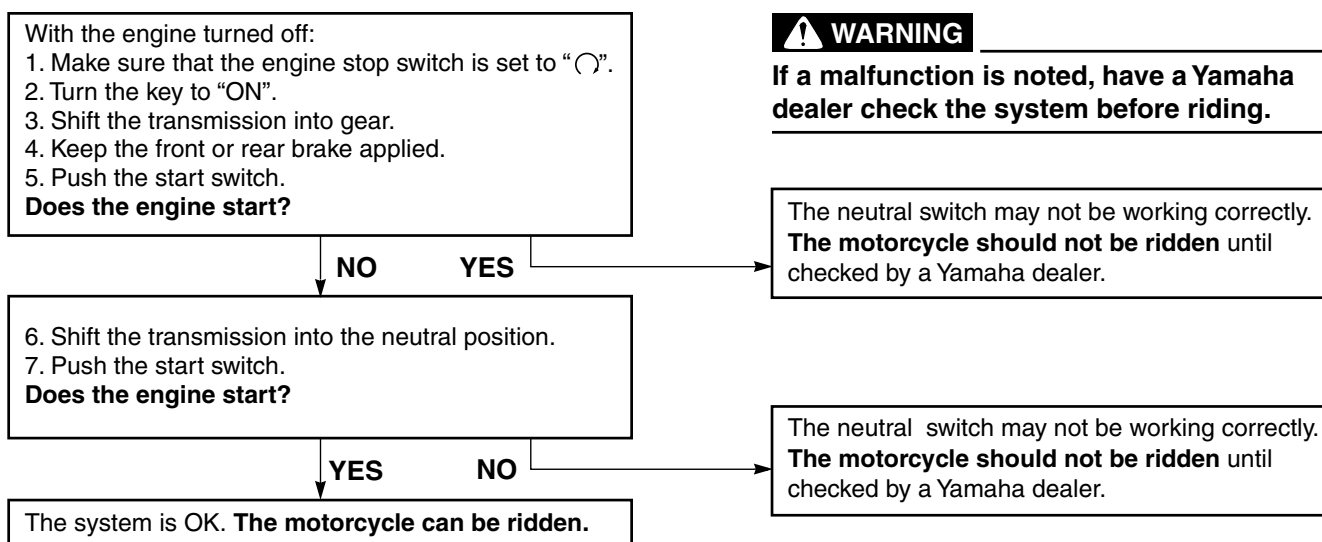 With the engine turned off:
1. Make sure that the engine stop switch is set to “”.
2. Turn the key to “ON”.
3. Shift the transmission into gear.
4. Keep the front or rear brake applied.
5. Push the start switch.
Does the engine start?
WARNING
If a malfunction is noted, have a Yamaha
dealer check the system before riding.
NO YES
The neutral switch may not be working correctly.
The motorcycle should not be ridden until
checked by a Yamaha dealer.
6. Shift the transmission into the neutral position.
7. Push the start switch.
Does the engine start?
YES NO
The neutral switch may not be working correctly.
The motorcycle should not be ridden until
checked by a Yamaha dealer.
The system is OK. The motorcycle can be ridden.